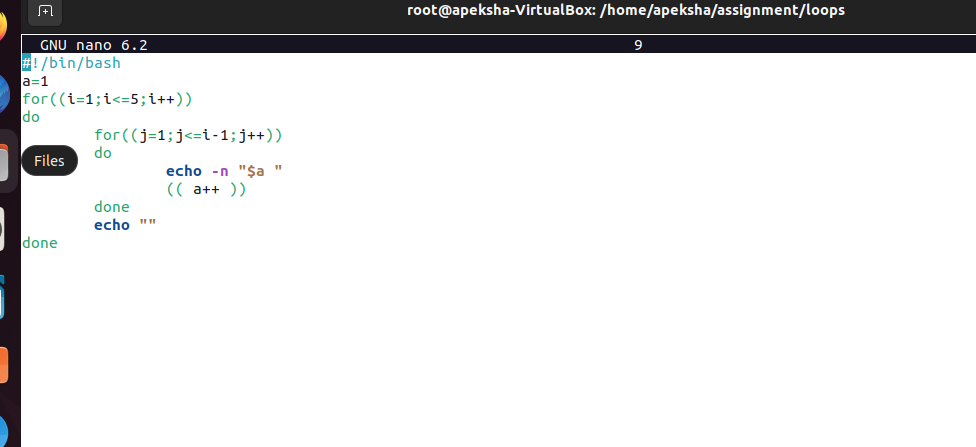 root@apeksha-VirtualBox: /home/apeksha/assignment/loops
GNU nano 6.2 9
#!/bin/bash
a=1
for((i=1;i<=5;i++))
do
        for((j=1;j<=i-1;j++))
        do
Files
                echo -n "$a "
                (( a++ ))
        done
        echo ""
done